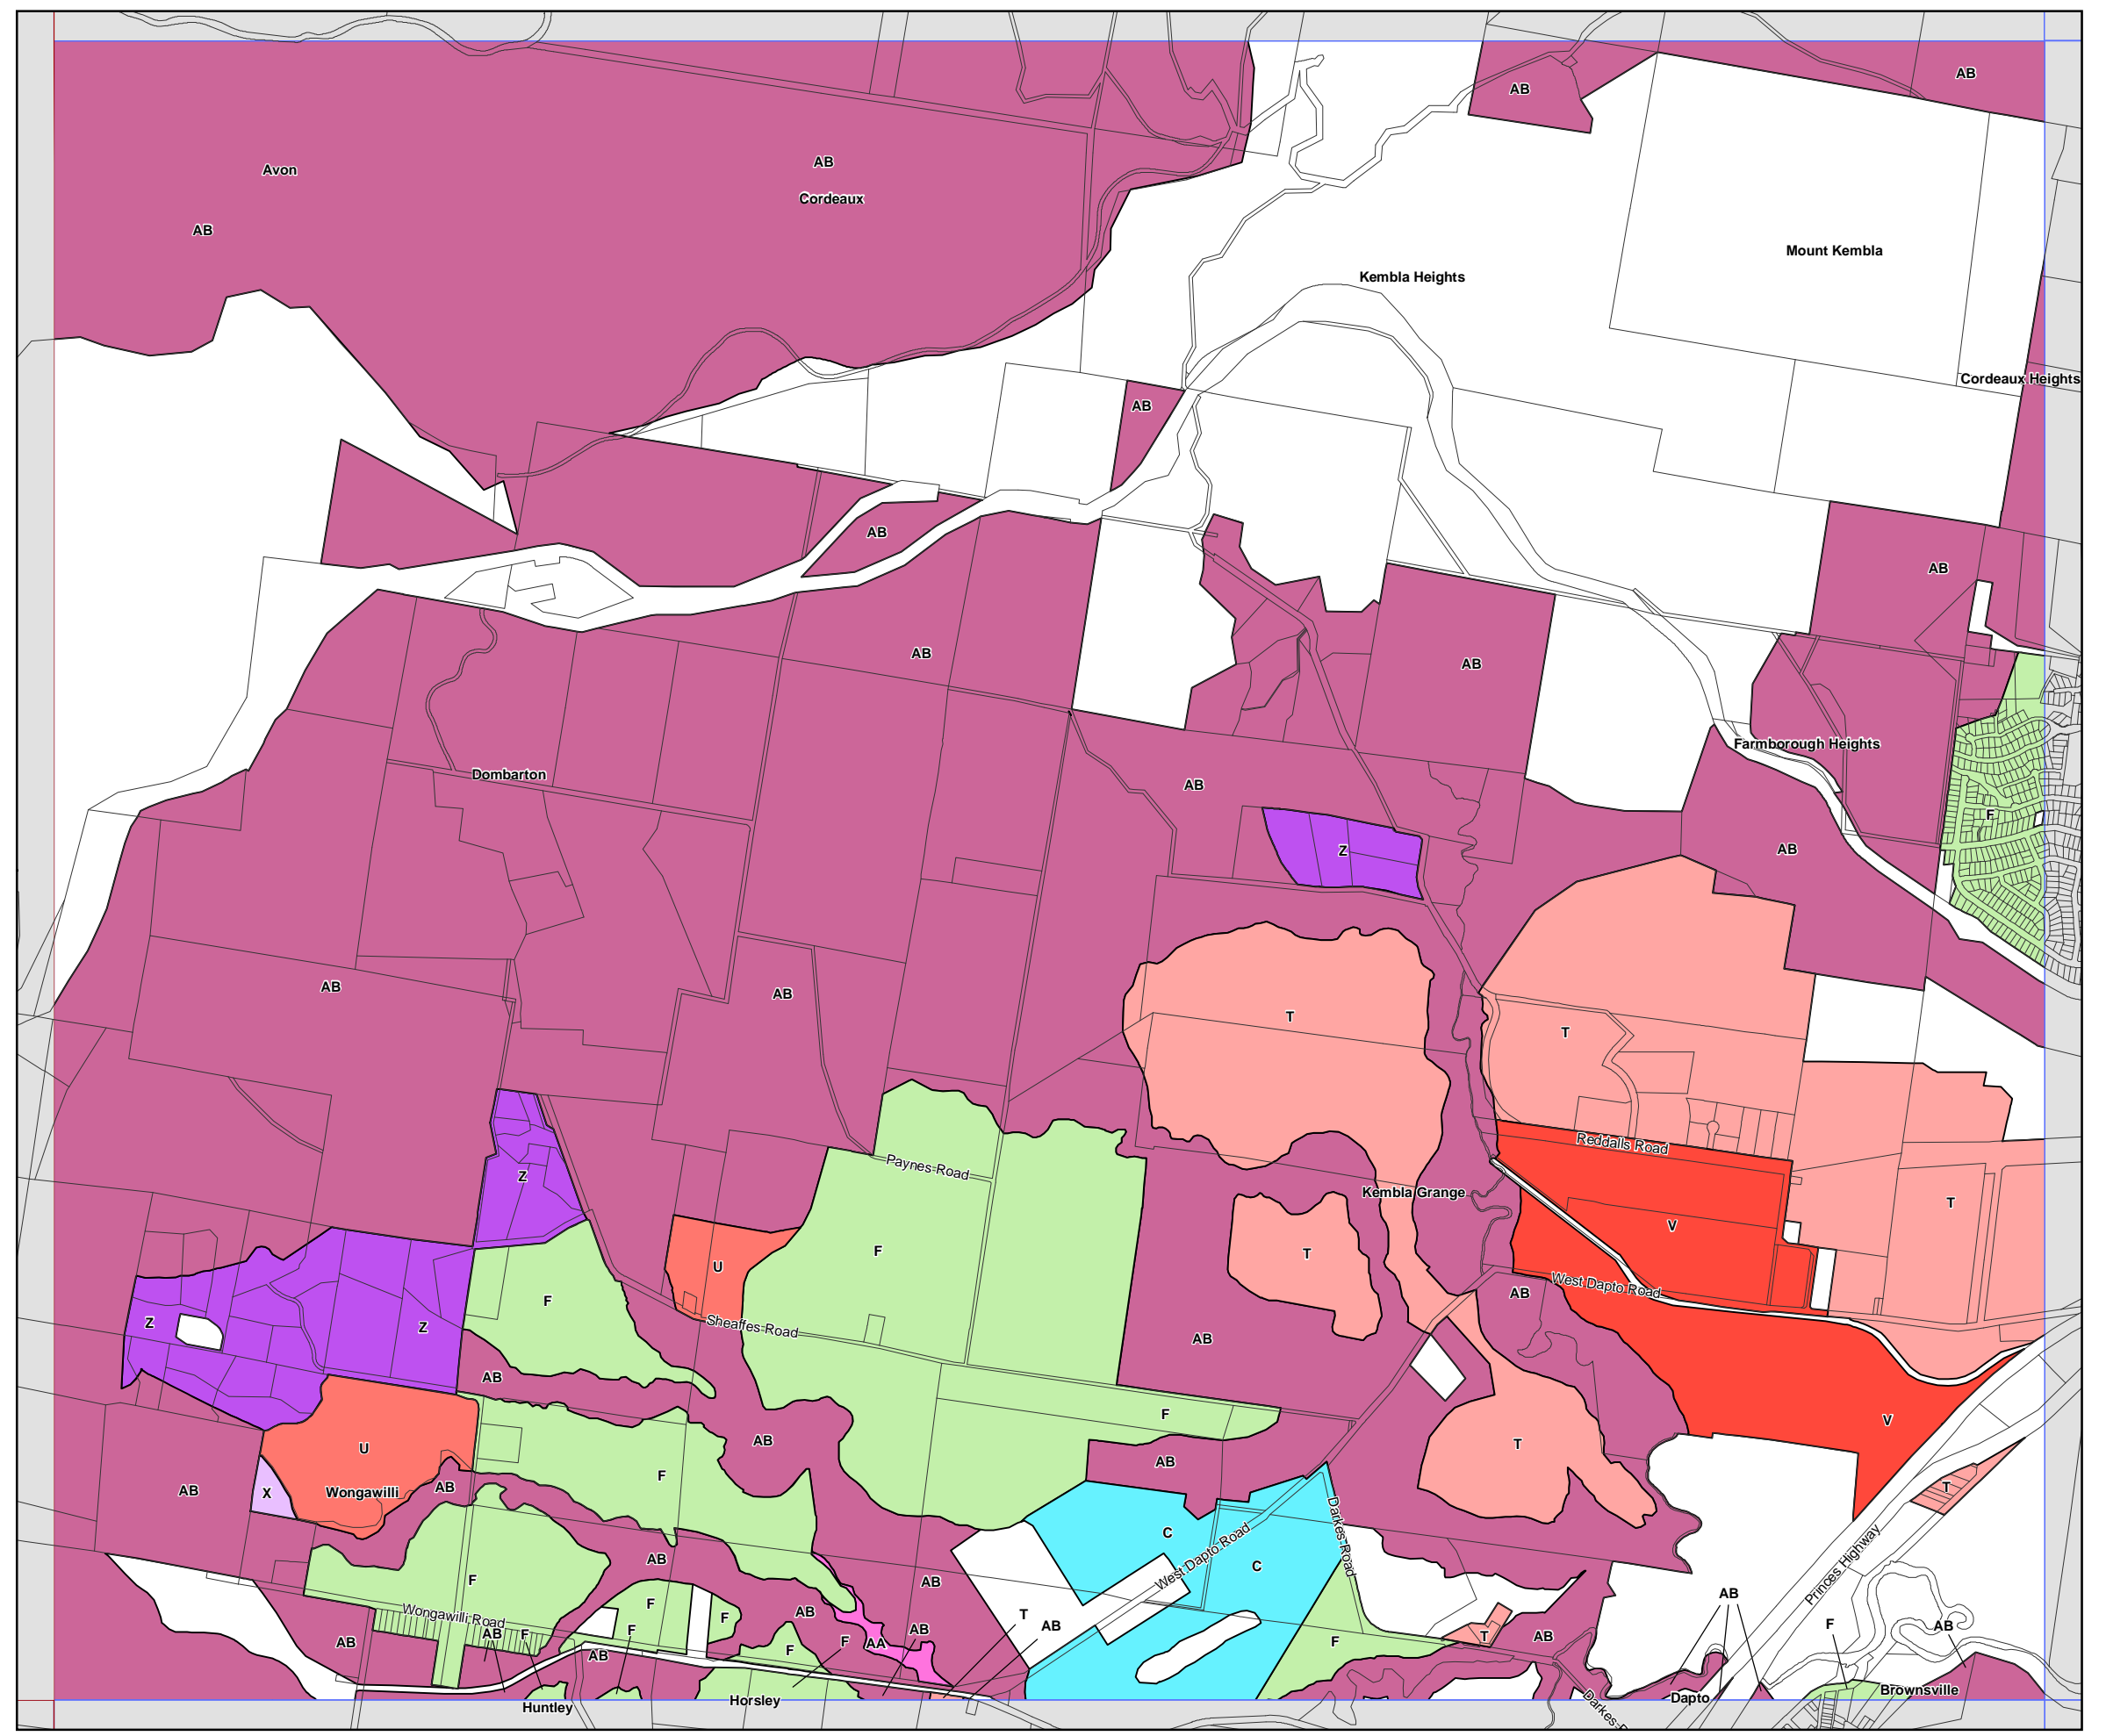 AB
AB
Avon
AB
Cordeaux
AB
Mount Kembla
Kembla Heights
Cordeaux Heights
AB
AB
AB
AB
AB
Farmborough Heights
Dombarton
AB
F
Z
AB
AB
AB
T
T
Reddalls Road
Paynes Road
Z
Kembla Grange
T
V
F
T
U
West Dapto Road
AB
F
Z
Z
Sheaffes Road
AB
AB
F
V
AB
T
U
AB
F
AB
T
AB
AB
X
Wongawilli
Darkes Road
C
West Dapto Road
Princes Highway
AB
C
F
AB
AB
F
AB
T
F
Wongawilli Road
F
AB
F
F
AB
F
AB
AB
T
AB
F
AB
AB
F
F
AA
AB
Huntley
Horsley
Darkes
Dapto
Brownsville